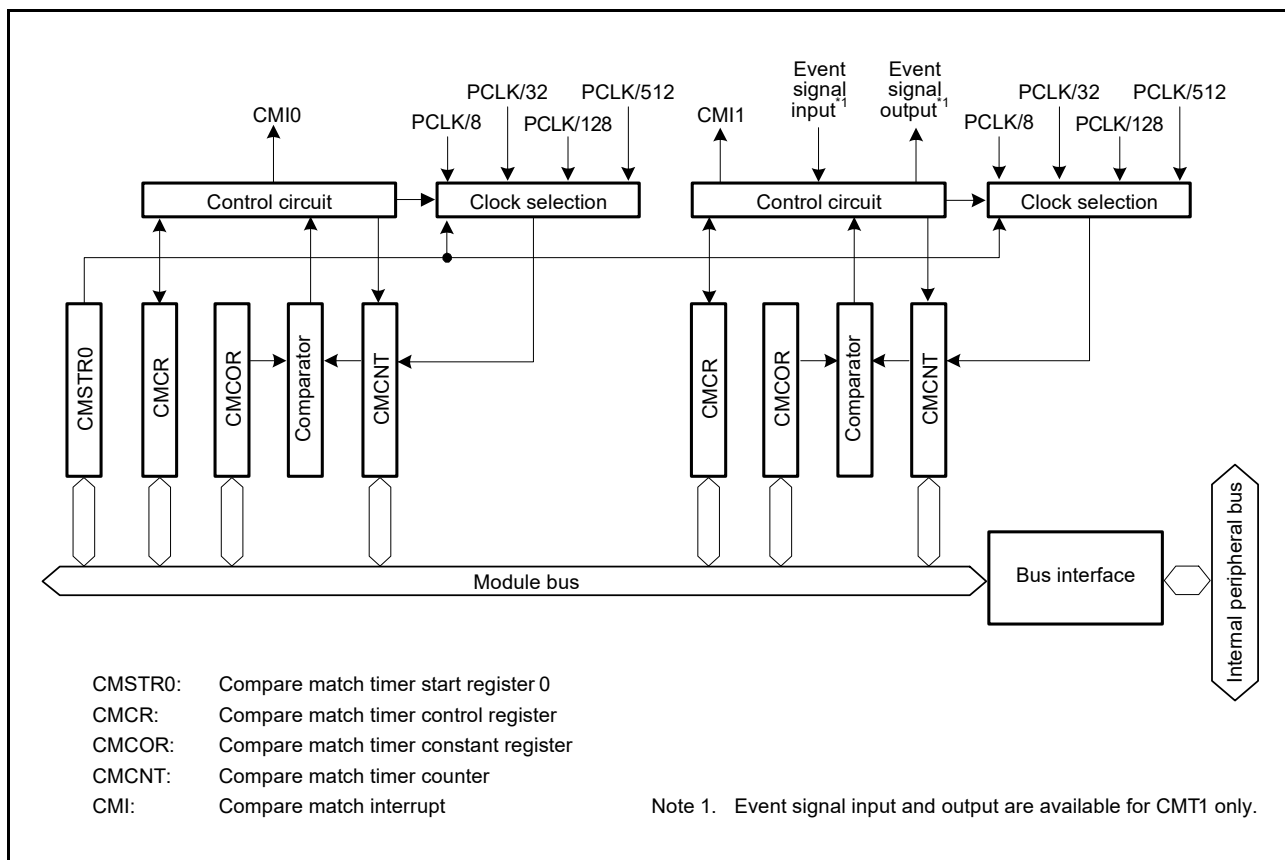 CMI0
PCLK/8
PCLK/32
PCLK/128
PCLK/512
Control circuit
Clock selection
CMSTR0
CMCR
CMCOR
Comparator
CMCNT
CMI1
Event
signal
input*1
Event
signal
output*1
PCLK/8
PCLK/32
PCLK/128
PCLK/512
Control circuit
Clock selection
CMCR
CMCOR
Comparator
CMCNT
Module bus
Bus interface
Internal peripheral bus
CMSTR0: Compare match timer start register 0
CMCR: Compare match timer control register
CMCOR: Compare match timer constant register
CMCNT: Compare match timer counter
CMI: Compare match interrupt
Note 1. Event signal input and output are available for CMT1 only.